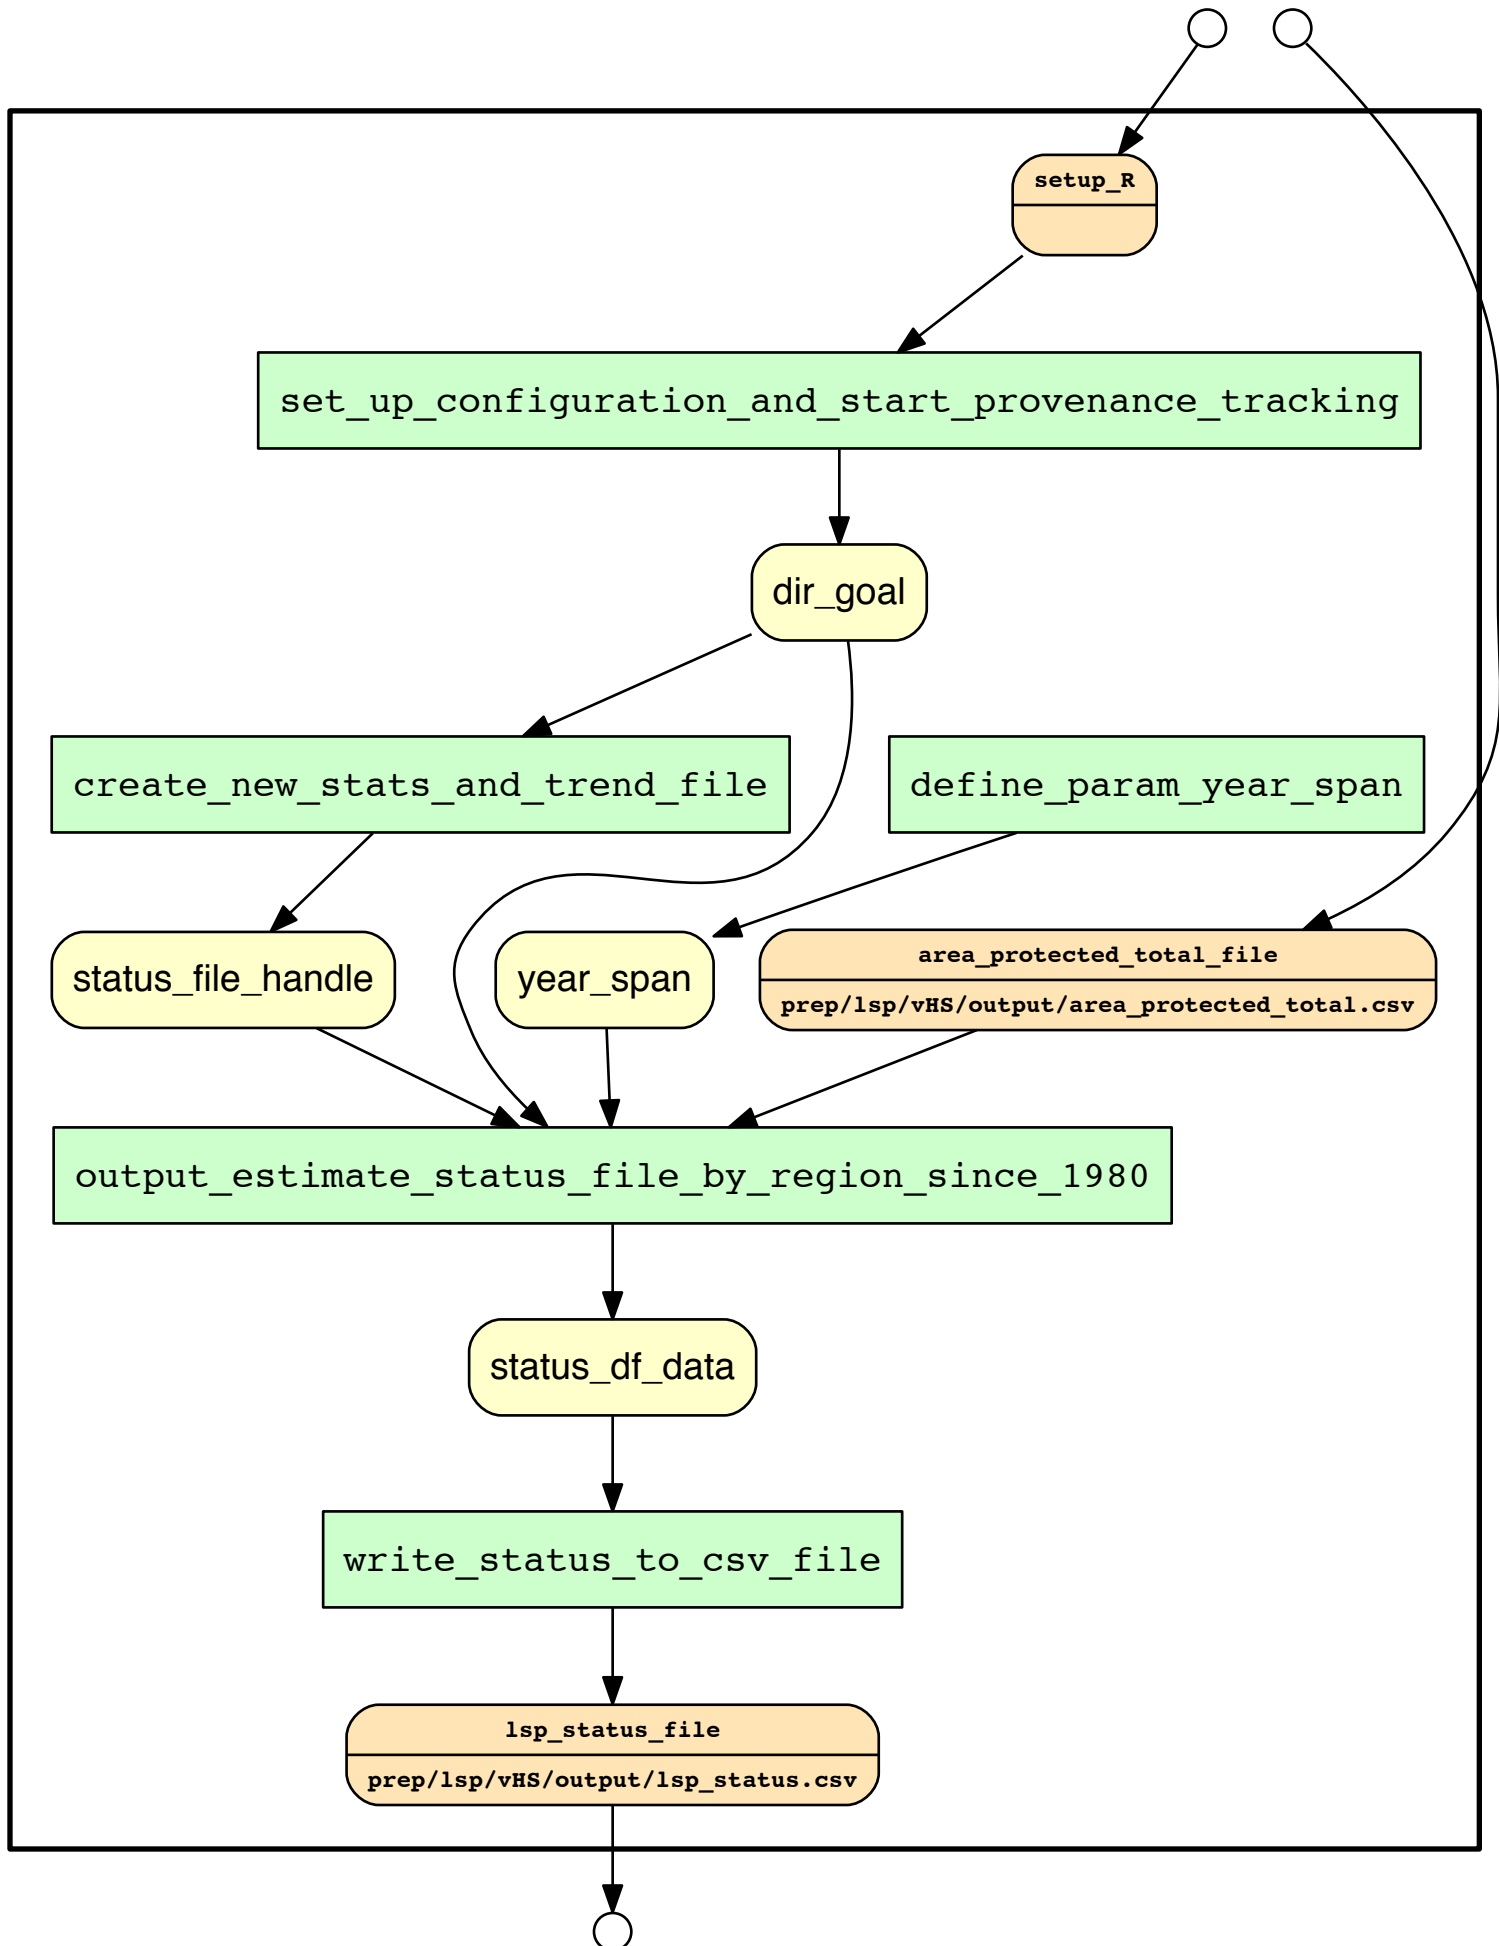 setup_R
set_up_configuration_and_start_provenance_tracking
dir_goal
create_new_stats_and_trend_file
define_param_year_span
status_file_handle
year_span
area_protected_total_file
prep/lsp/vHS/output/area_protected_total.csv
output_estimate_status_file_by_region_since_1980
status_df_data
write_status_to_csv_file
lsp_status_file
prep/lsp/vHS/output/lsp_status.csv